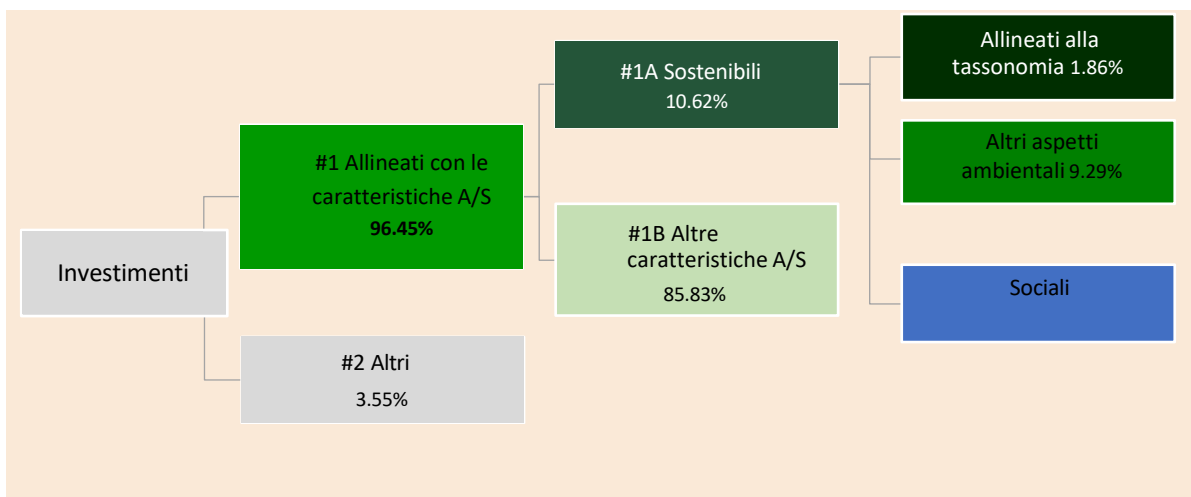 Investimenti
#1 Allineati con le
caratteristiche A/S
96.45%
#2 Altri
3.55%
#1A Sostenibili
10.62%
#1B Altre
caratteristiche A/S
85.83%
Allineati alla
tassonomia 1.86%
Altri aspetti
ambientali 9.29%
Sociali